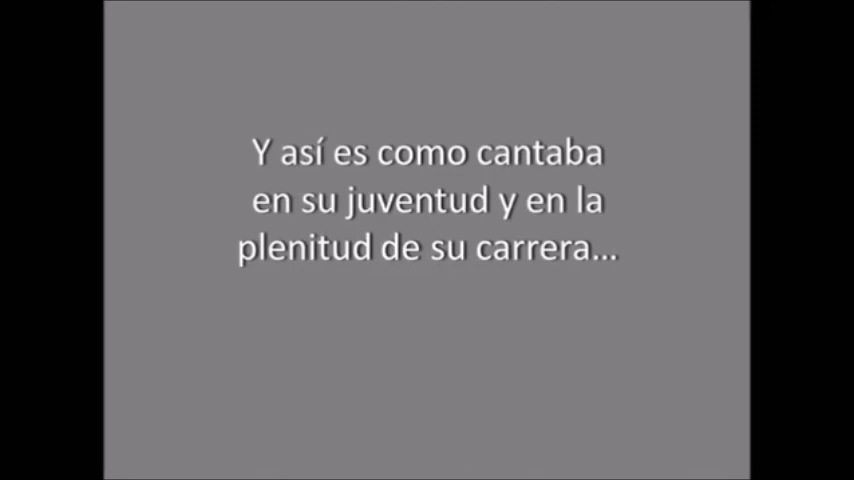 Y así es como cantaba
en su juventud y en la
plenitud de su carrera...